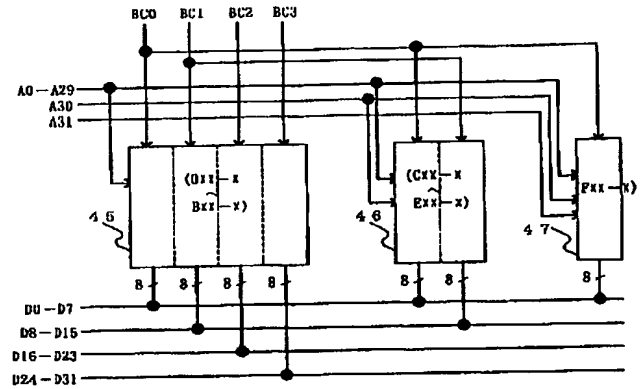 BC0 BC1 BC2 BC3
A0-A29
A30
A31
(0xx-x
~
Bxx-x)
(Cxx-x
~
Exx-x)
Fxx-x)
45
46
47
8 8 8 8 8 8 8
D0-D7
D8-D15
D16-D23
D24-D31